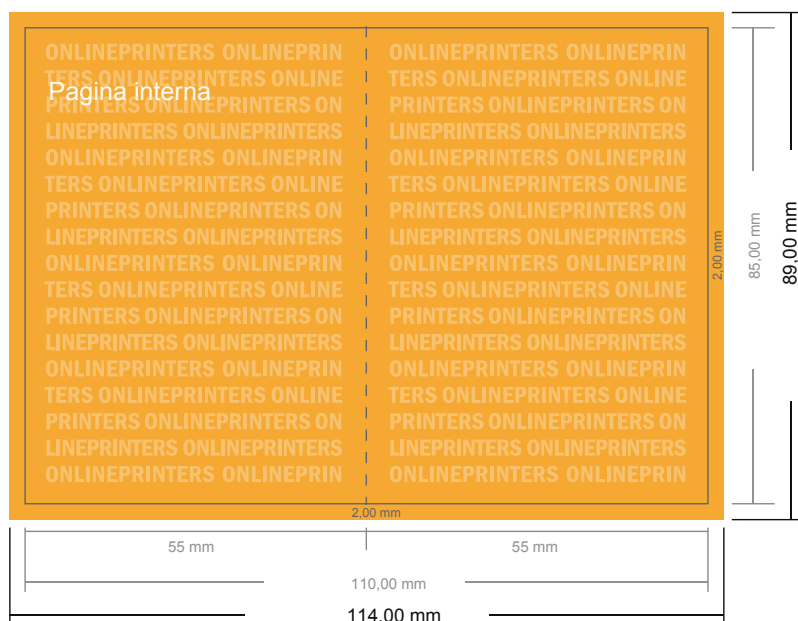 ONLINEPRINTERS ONLINEPRIN
TERS ONLINEPRINTERS ONLINE
Pagina interna
PRINTERS ONLINEPRINTERS ON
LINEPRINTERS ONLINEPRINTERS
ONLINEPRINTERS ONLINEPRIN
TERS ONLINEPRINTERS ONLINE
PRINTERS ONLINEPRINTERS ON
LINEPRINTERS ONLINEPRINTERS
ONLINEPRINTERS ONLINEPRIN
TERS ONLINEPRINTERS ONLINE
PRINTERS ONLINEPRINTERS ON
LINEPRINTERS ONLINEPRINTERS
ONLINEPRINTERS ONLINEPRIN
TERS ONLINEPRINTERS ONLINE
PRINTERS ONLINEPRINTERS ON
LINEPRINTERS ONLINEPRINTERS
ONLINEPRINTERS ONLINEPRIN
ONLINEPRINTERS ONLINEPRIN
TERS ONLINEPRINTERS ONLINE
PRINTERS ONLINEPRINTERS ON
LINEPRINTERS ONLINEPRINTERS
ONLINEPRINTERS ONLINEPRIN
TERS ONLINEPRINTERS ONLINE
PRINTERS ONLINEPRINTERS ON
LINEPRINTERS ONLINEPRINTERS
ONLINEPRINTERS ONLINEPRIN
TERS ONLINEPRINTERS ONLINE
PRINTERS ONLINEPRINTERS ON
LINEPRINTERS ONLINEPRINTERS
ONLINEPRINTERS ONLINEPRIN
TERS ONLINEPRINTERS ONLINE
PRINTERS ONLINEPRINTERS ON
LINEPRINTERS ONLINEPRINTERS
ONLINEPRINTERS ONLINEPRIN
2,00 mm
85,00 mm
89,00 mm
2,00 mm
55 mm
55 mm
110,00 mm
114,00 mm